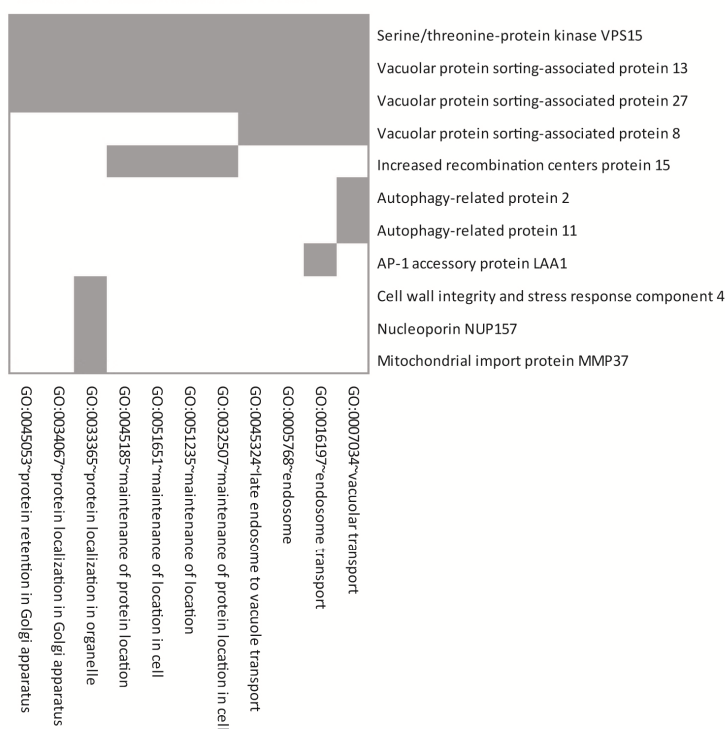 Serine/threonine-protein kinase VPS15
Vacuolar protein sorting-associated protein 13
Vacuolar protein sorting-associated protein 27
Vacuolar protein sorting-associated protein 8
Increased recombination centers protein 15
Autophagy-related protein 2
Autophagy-related protein 11
AP-1 accessory protein LAA1
Cell wall integrity and stress response component 4
Nucleoporin NUP157
Mitochondrial import protein MMP37
GO:0045053~protein retention in Golgi apparatus
GO:0034067~protein localization in Golgi apparatus
GO:0033365~protein localization in organelle
GO:0045185~maintenance of protein location
GO:0051651~maintenance of location in cell
GO:0051235~maintenance of location
GO:0032507~maintenance of protein location in cell
GO:0045324~late endosome to vacuole transport
GO:0005768~endosome
GO:0016197~endosome transport
GO:0007034~vacuolar transport